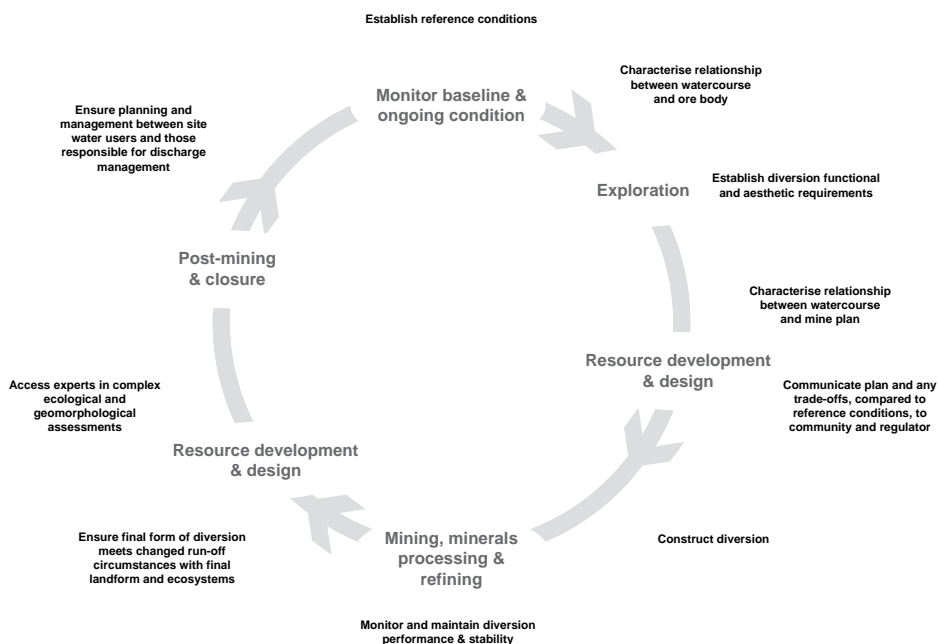 Establish reference conditions
Monitor baseline &
ongoing condition
Characterise relationship
between watercourse
and ore body
Exploration
Establish diversion functional
and aesthetic requirements
Characterise relationship
between watercourse
and mine plan
Resource development
& design
Communicate plan and any
trade-offs, compared to
reference conditions, to
community and regulator
Construct diversion
Mining, minerals
processing &
refining
Monitor and maintain diversion
performance & stability
Ensure final form of diversion
meets changed run-off
circumstances with final
landform and ecosystems
Resource development
& design
Access experts in complex
ecological and
geomorphological
assessments
Post-mining
& closure
Ensure planning and
management between site
water users and those
responsible for discharge
management